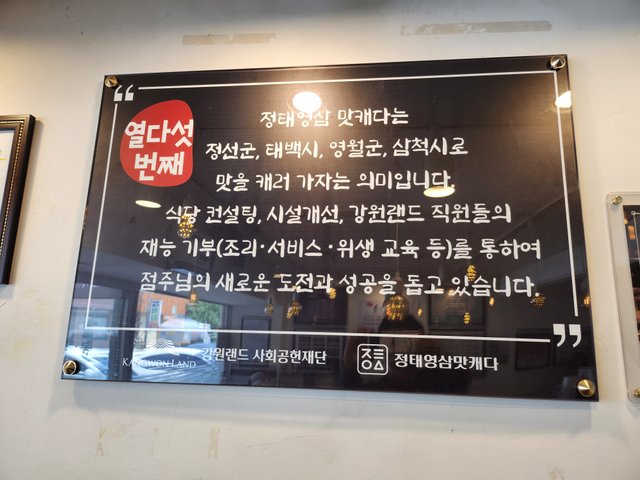 열다섯
번째
정태영삼 맛캐다는
정선군, 태백시, 영월군, 삼척시로
맛을 캐러 가자는 의미입니다.
식당 컨설팅, 시설개선, 강원랜드 직원들의
재능 기부(조리·서비스·위생 교육 등)를 통하여
점주님의 새로운 도전과 성공을 돕고 있습니다.
KANGWON LAND 강원랜드 사회공헌재단
정태영삼맛캐다